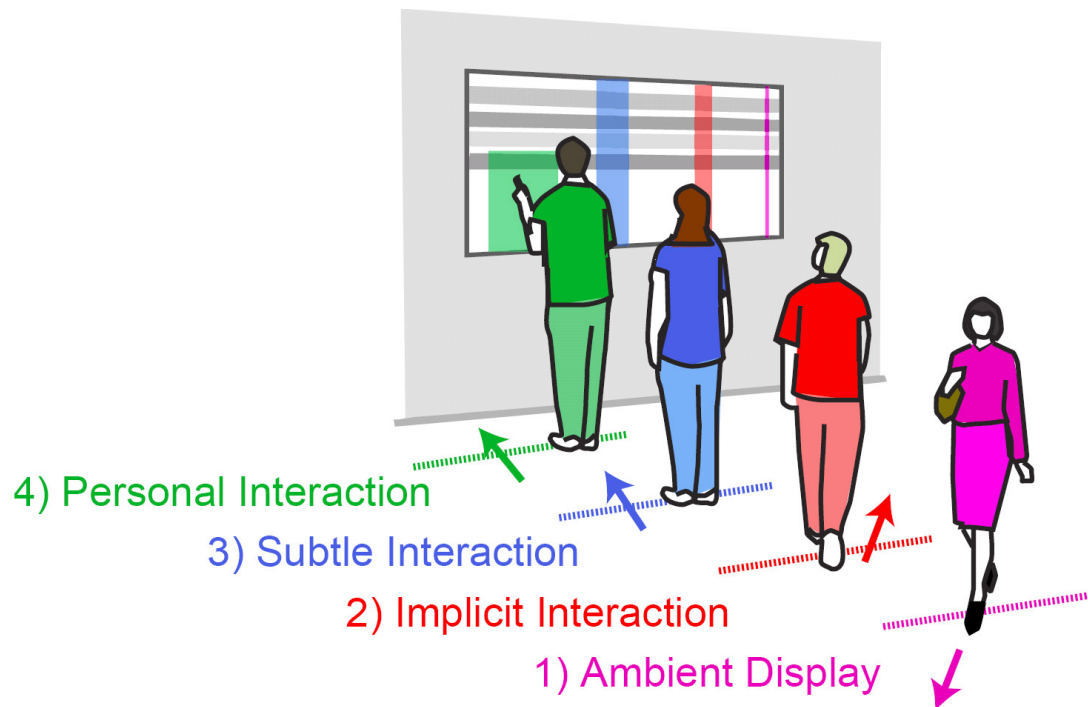 4) Personal Interaction
3) Subtle Interaction
2) Implicit Interaction
1) Ambient Display